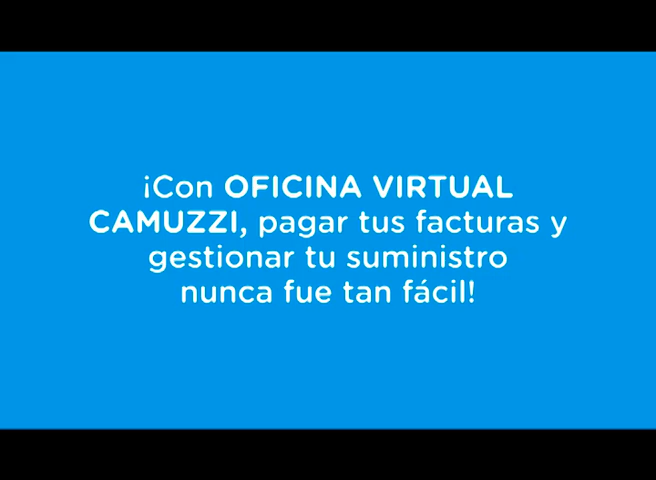 ¡Con OFICINA VIRTUAL
CAMUZZI, pagar tus facturas y
gestionar tu suministro
nunca fue tan fácil!